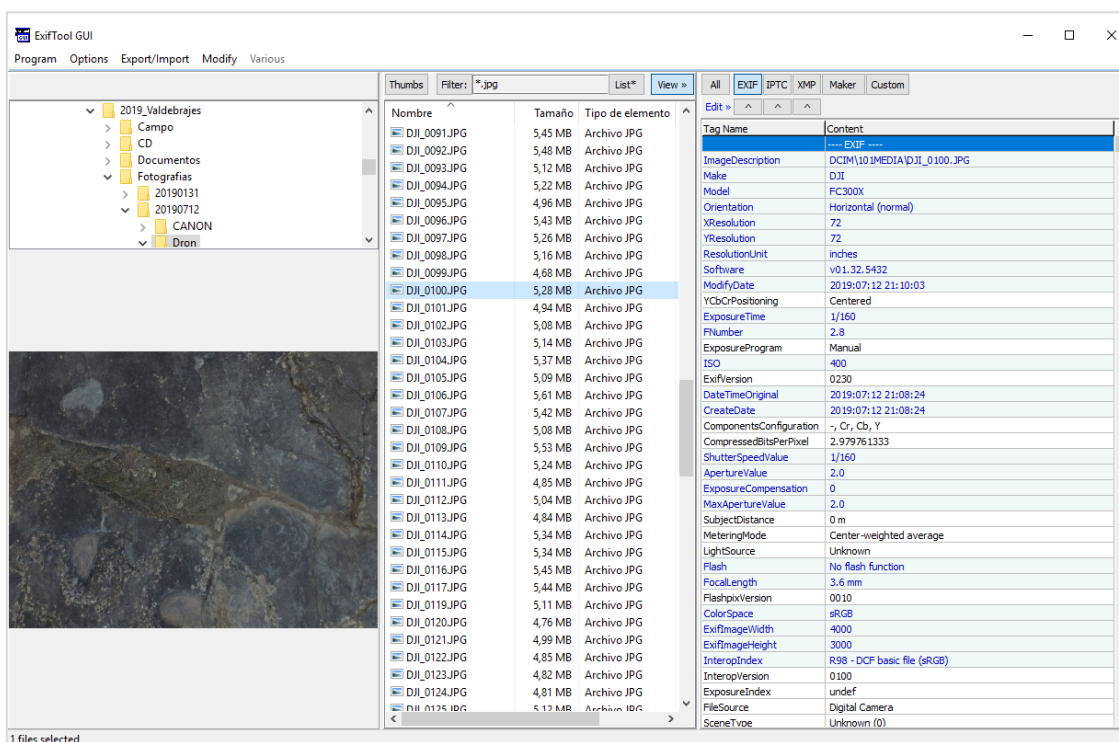 ExifTool GUI
Program Options Export/Import Modify Various
Thumbs Filter: *.jpg List* View »
All EXIF IPTC XMP Maker Custom
Edit » ^ ^ ^
2019_Valdebrajes
Campo
CD
Documentos
Fotografias
20190131
20190712
CANON
Dron
Nombre Tamaño Tipo de elemento
DJI_0091.JPG 5,45 MB Archivo JPG
DJI_0092.JPG 5,48 MB Archivo JPG
DJI_0093.JPG 5,12 MB Archivo JPG
DJI_0094.JPG 5,22 MB Archivo JPG
DJI_0095.JPG 4,96 MB Archivo JPG
DJI_0096.JPG 5,43 MB Archivo JPG
DJI_0097.JPG 5,26 MB Archivo JPG
DJI_0098.JPG 5,16 MB Archivo JPG
DJI_0099.JPG 4,68 MB Archivo JPG
DJI_0100.JPG 5,28 MB Archivo JPG
DJI_0101.JPG 4,94 MB Archivo JPG
DJI_0102.JPG 5,08 MB Archivo JPG
DJI_0103.JPG 5,14 MB Archivo JPG
DJI_0104.JPG 5,37 MB Archivo JPG
DJI_0105.JPG 5,09 MB Archivo JPG
DJI_0106.JPG 5,61 MB Archivo JPG
DJI_0107.JPG 5,42 MB Archivo JPG
DJI_0108.JPG 5,08 MB Archivo JPG
DJI_0109.JPG 5,53 MB Archivo JPG
DJI_0110.JPG 5,24 MB Archivo JPG
DJI_0111.JPG 4,85 MB Archivo JPG
DJI_0112.JPG 5,04 MB Archivo JPG
DJI_0113.JPG 4,84 MB Archivo JPG
DJI_0114.JPG 5,34 MB Archivo JPG
DJI_0115.JPG 5,34 MB Archivo JPG
DJI_0116.JPG 5,45 MB Archivo JPG
DJI_0117.JPG 5,44 MB Archivo JPG
DJI_0119.JPG 5,11 MB Archivo JPG
DJI_0120.JPG 4,76 MB Archivo JPG
DJI_0121.JPG 4,99 MB Archivo JPG
DJI_0122.JPG 4,85 MB Archivo JPG
DJI_0123.JPG 4,82 MB Archivo JPG
DJI_0124.JPG 4,81 MB Archivo JPG
DJI_0125.JPG 5,12 MB Archivo JPG
Tag Name Content
---- EXIF ----
ImageDescription DCIM\101MEDIA\DJI_0100.JPG
Make DJI
Model FC300X
Orientation Horizontal (normal)
XResolution 72
YResolution 72
ResolutionUnit inches
Software v01.32.5432
ModifyDate 2019:07:12 21:10:03
YCbCrPositioning Centered
ExposureTime 1/160
FNumber 2.8
ExposureProgram Manual
ISO 400
ExifVersion 0230
DateTimeOriginal 2019:07:12 21:08:24
CreateDate 2019:07:12 21:08:24
ComponentsConfiguration -, Cr, Cb, Y
CompressedBitsPerPixel 2.979761333
ShutterSpeedValue 1/160
ApertureValue 2.0
ExposureCompensation 0
MaxApertureValue 2.0
SubjectDistance 0 m
MeteringMode Center-weighted average
LightSource Unknown
Flash No flash function
FocalLength 3.6 mm
FlashpixVersion 0010
ColorSpace sRGB
ExifImageWidth 4000
ExifImageHeight 3000
InteropIndex R98 - DCF basic file (sRGB)
InteropVersion 0100
ExposureIndex undef
FileSource Digital Camera
SceneType Unknown (0)
1 files selected